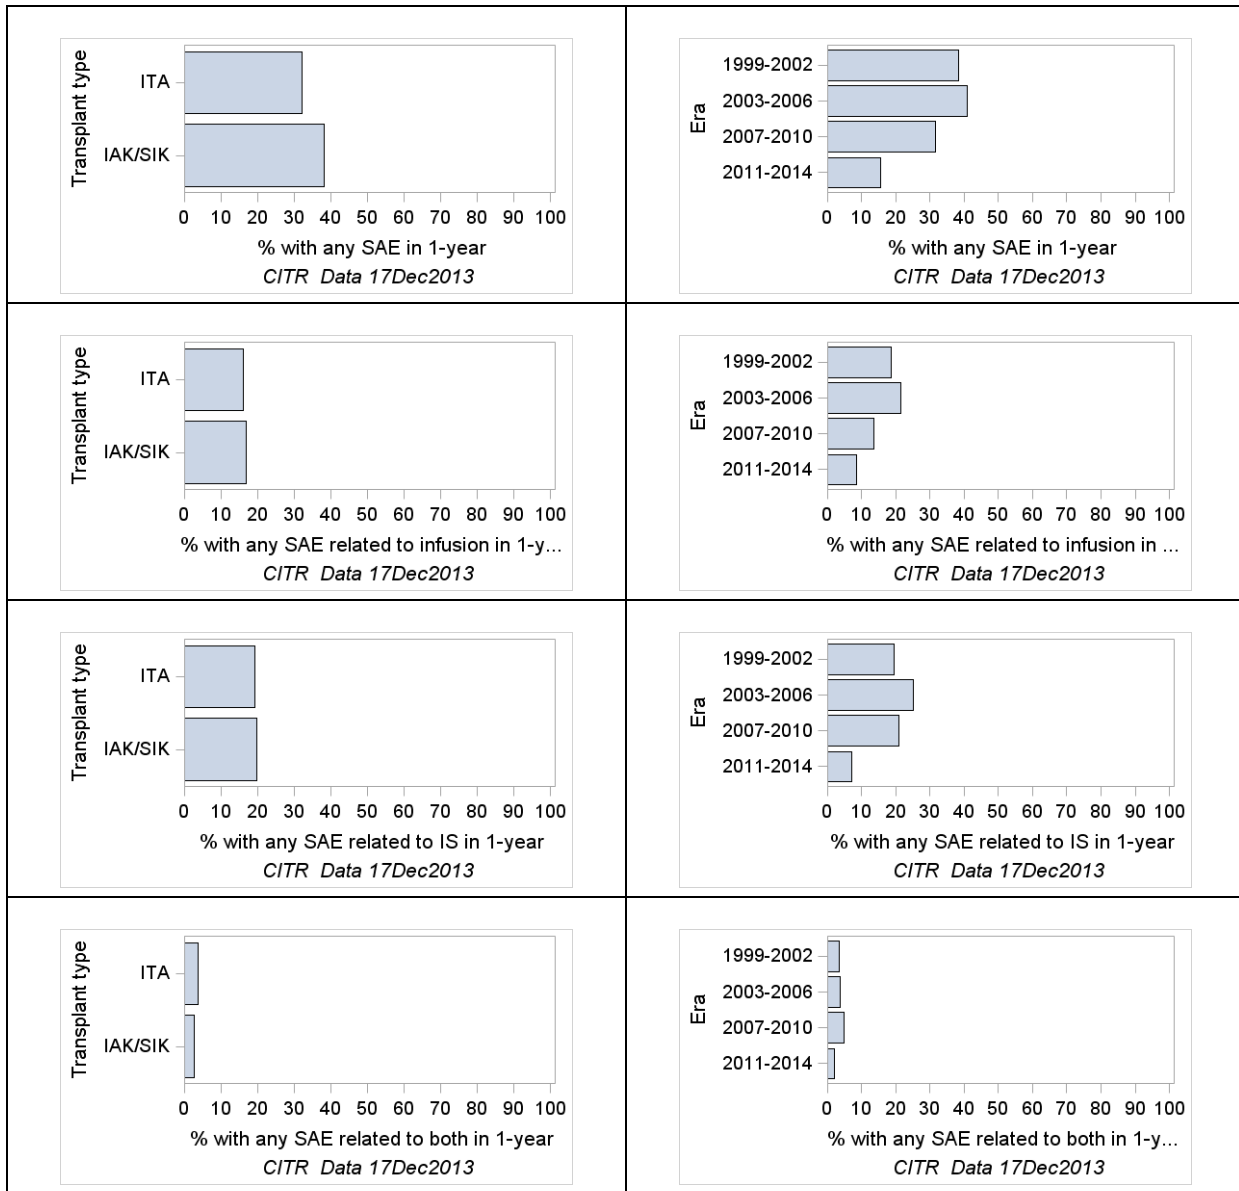 Transplant type
ITA
IAK/SIK
0 10 20 30 40 50 60 70 80 90 100
% with any SAE in 1-year
CITR Data 17Dec2013
Era
1999-2002
2003-2006
2007-2010
2011-2014
0 10 20 30 40 50 60 70 80 90 100
% with any SAE in 1-year
CITR Data 17Dec2013
Transplant type
ITA
IAK/SIK
0 10 20 30 40 50 60 70 80 90 100
% with any SAE related to infusion in 1-y...
CITR Data 17Dec2013
Era
1999-2002
2003-2006
2007-2010
2011-2014
0 10 20 30 40 50 60 70 80 90 100
% with any SAE related to infusion in ...
CITR Data 17Dec2013
Transplant type
ITA
IAK/SIK
0 10 20 30 40 50 60 70 80 90 100
% with any SAE related to IS in 1-year
CITR Data 17Dec2013
Era
1999-2002
2003-2006
2007-2010
2011-2014
0 10 20 30 40 50 60 70 80 90 100
% with any SAE related to IS in 1-year
CITR Data 17Dec2013
Transplant type
ITA
IAK/SIK
0 10 20 30 40 50 60 70 80 90 100
% with any SAE related to both in 1-year
CITR Data 17Dec2013
Era
1999-2002
2003-2006
2007-2010
2011-2014
0 10 20 30 40 50 60 70 80 90 100
% with any SAE related to both in 1-y...
CITR Data 17Dec2013